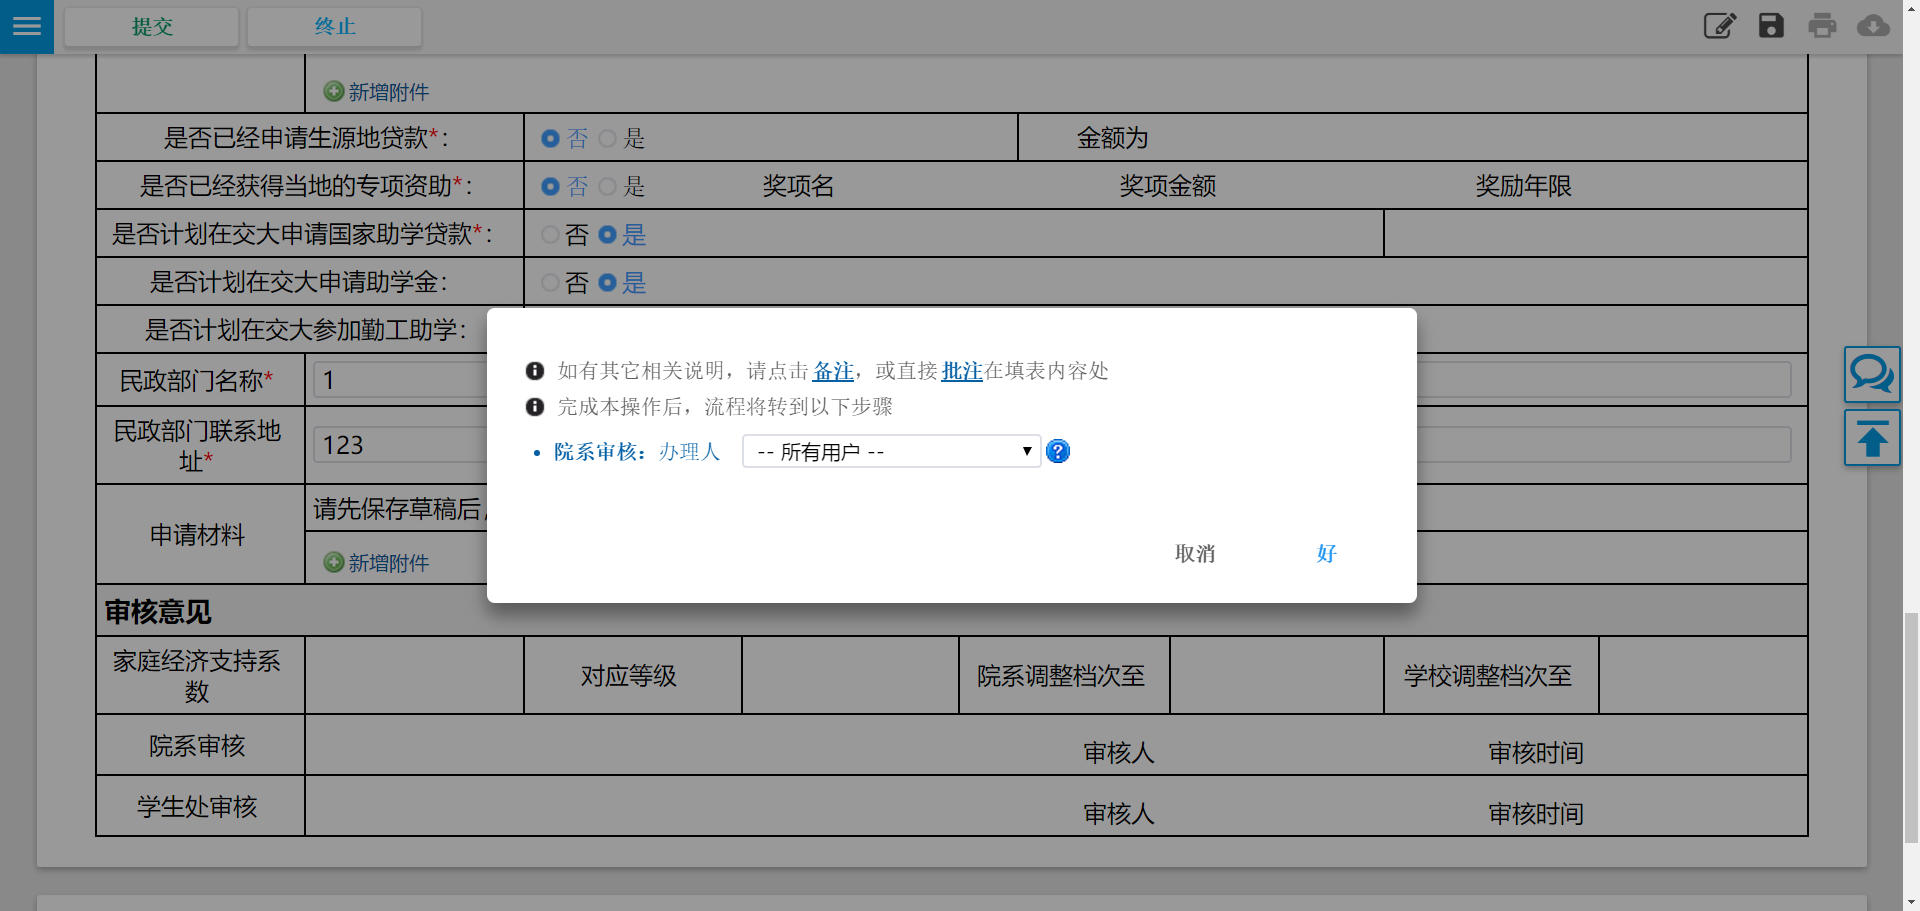 提交 终止
新增附件
是否已经申请生源地贷款*： 否 是 金额为
是否已经获得当地的专项资助*： 否 是 奖项名 奖项金额 奖励年限
是否计划在交大申请国家助学贷款*： 否 是
是否计划在交大申请助学金： 否 是
是否计划在交大参加勤工助学：
民政部门名称* 1
民政部门联系地
址* 123
申请材料 请先保存草稿后
新增附件
如有其它相关说明，请点击备注，或直接批注在填表内容处
完成本操作后，流程将转到以下步骤
院系审核：办理人 -- 所有用户 --
取消 好
审核意见
家庭经济支持系
数 对应等级 院系调整档次至 学校调整档次至
院系审核 审核人 审核时间
学生处审核 审核人 审核时间